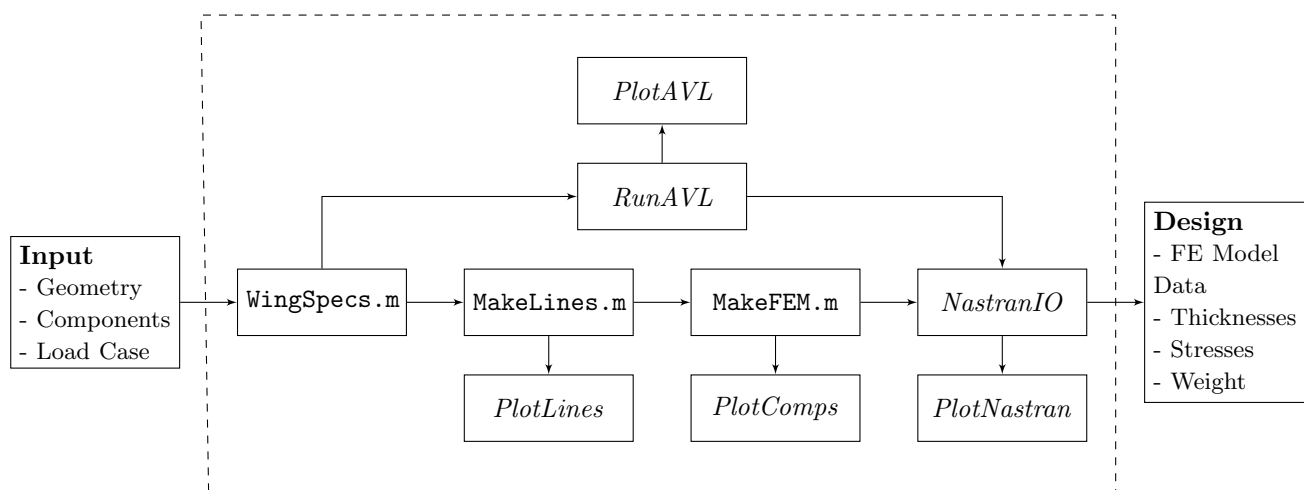 PlotAVL
RunAVL
Input
- Geometry
- Components
- Load Case
WingSpecs.m
MakeLines.m
MakeFEM.m
NastranIO
Design
- FE Model
Data
- Thicknesses
- Stresses
- Weight
PlotLines
PlotComps
PlotNastran